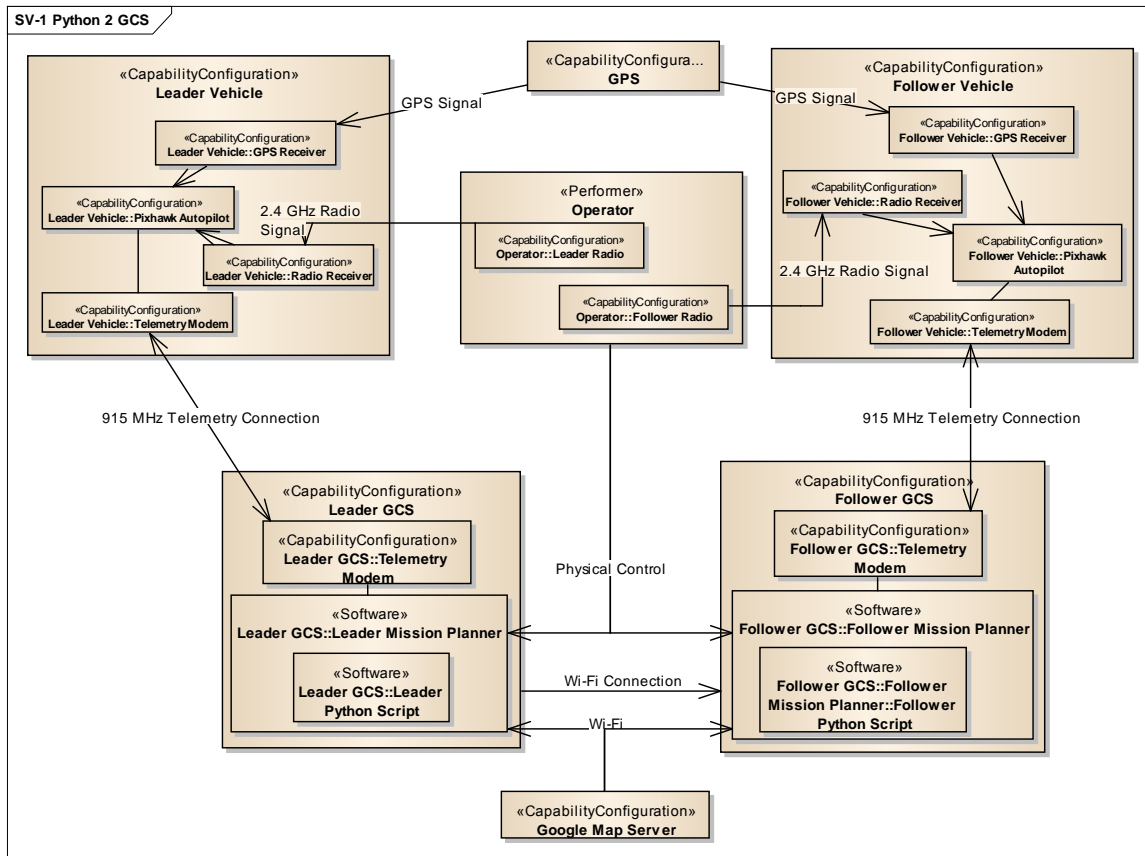 SV-1 Python 2 GCS
«CapabilityConfigura...
GPS
«CapabilityConfiguration»
Leader Vehicle
GPS Signal
«CapabilityConfiguration»
Leader Vehicle::GPS Receiver
«CapabilityConfiguration»
Leader Vehicle::Pixhawk Autopilot
2.4 GHz Radio
Signal
«CapabilityConfiguration»
Leader Vehicle::Radio Receiver
«CapabilityConfiguration»
Leader Vehicle::Telemetry Modem
«Performer»
Operator
«CapabilityConfiguration»
Operator::Leader Radio
«CapabilityConfiguration»
Operator::Follower Radio
«CapabilityConfiguration»
Follower Vehicle
GPS Signal
«CapabilityConfiguration»
Follower Vehicle::GPS Receiver
«CapabilityConfiguration»
Follower Vehicle::Radio Receiver
«CapabilityConfiguration»
Follower Vehicle::Pixhawk
Autopilot
2.4 GHz Radio Signal
«CapabilityConfiguration»
Follower Vehicle::Telemetry Modem
915 MHz Telemetry Connection
915 MHz Telemetry Connection
«CapabilityConfiguration»
Leader GCS
«CapabilityConfiguration»
Leader GCS::Telemetry
Modem
«Software»
Leader GCS::Leader Mission Planner
«Software»
Leader GCS::Leader
Python Script
Physical Control
Wi-Fi Connection
Wi-Fi
«CapabilityConfiguration»
Follower GCS
«CapabilityConfiguration»
Follower GCS::Telemetry
Modem
«Software»
Follower GCS::Follower Mission Planner
«Software»
Follower GCS::Follower
Mission Planner::Follower
Python Script
«CapabilityConfiguration»
Google Map Server